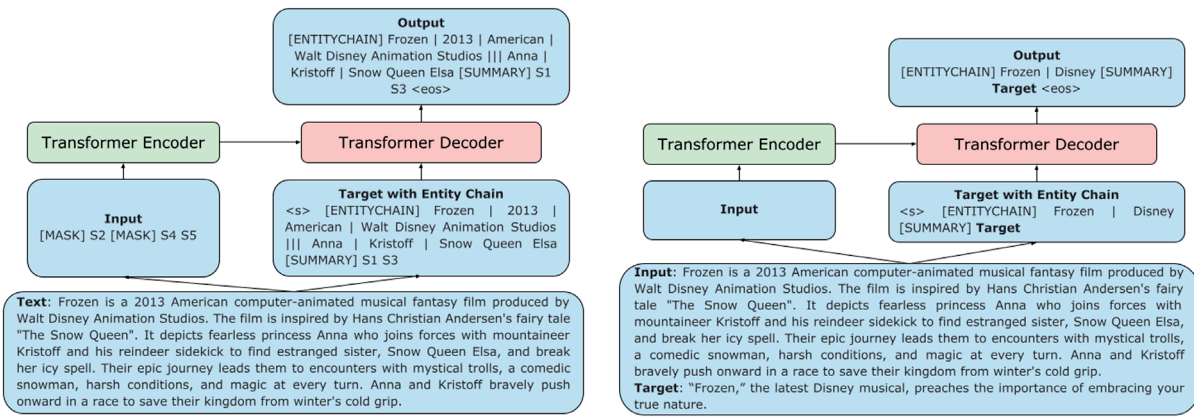 Output
[ENTITYCHAIN] Frozen | 2013 | American |
Walt Disney Animation Studios ||| Anna |
Kristoff | Snow Queen Elsa [SUMMARY] S1
S3 <eos>
Transformer Encoder
Transformer Decoder
Input
[MASK] S2 [MASK] S4 S5
Target with Entity Chain
<s> [ENTITYCHAIN] Frozen | 2013 |
American | Walt Disney Animation Studios
||| Anna | Kristoff | Snow Queen Elsa
[SUMMARY] S1 S3
Text: Frozen is a 2013 American computer-animated musical fantasy film produced by
Walt Disney Animation Studios. The film is inspired by Hans Christian Andersen's fairy tale
"The Snow Queen". It depicts fearless princess Anna who joins forces with mountaineer
Kristoff and his reindeer sidekick to find estranged sister, Snow Queen Elsa, and break
her icy spell. Their epic journey leads them to encounters with mystical trolls, a comedic
snowman, harsh conditions, and magic at every turn. Anna and Kristoff bravely push
onward in a race to save their kingdom from winter's cold grip.
Output
[ENTITYCHAIN] Frozen | Disney [SUMMARY]
Target <eos>
Transformer Encoder
Transformer Decoder
Input
Target with Entity Chain
<s> [ENTITYCHAIN] Frozen | Disney
[SUMMARY] Target
Input: Frozen is a 2013 American computer-animated musical fantasy film produced by
Walt Disney Animation Studios. The film is inspired by Hans Christian Andersen's fairy
tale "The Snow Queen". It depicts fearless princess Anna who joins forces with
mountaineer Kristoff and his reindeer sidekick to find estranged sister, Snow Queen Elsa,
and break her icy spell. Their epic journey leads them to encounters with mystical trolls,
a comedic snowman, harsh conditions, and magic at every turn. Anna and Kristoff
bravely push onward in a race to save their kingdom from winter's cold grip.
Target: “Frozen,” the latest Disney musical, preaches the importance of embracing your
true nature.